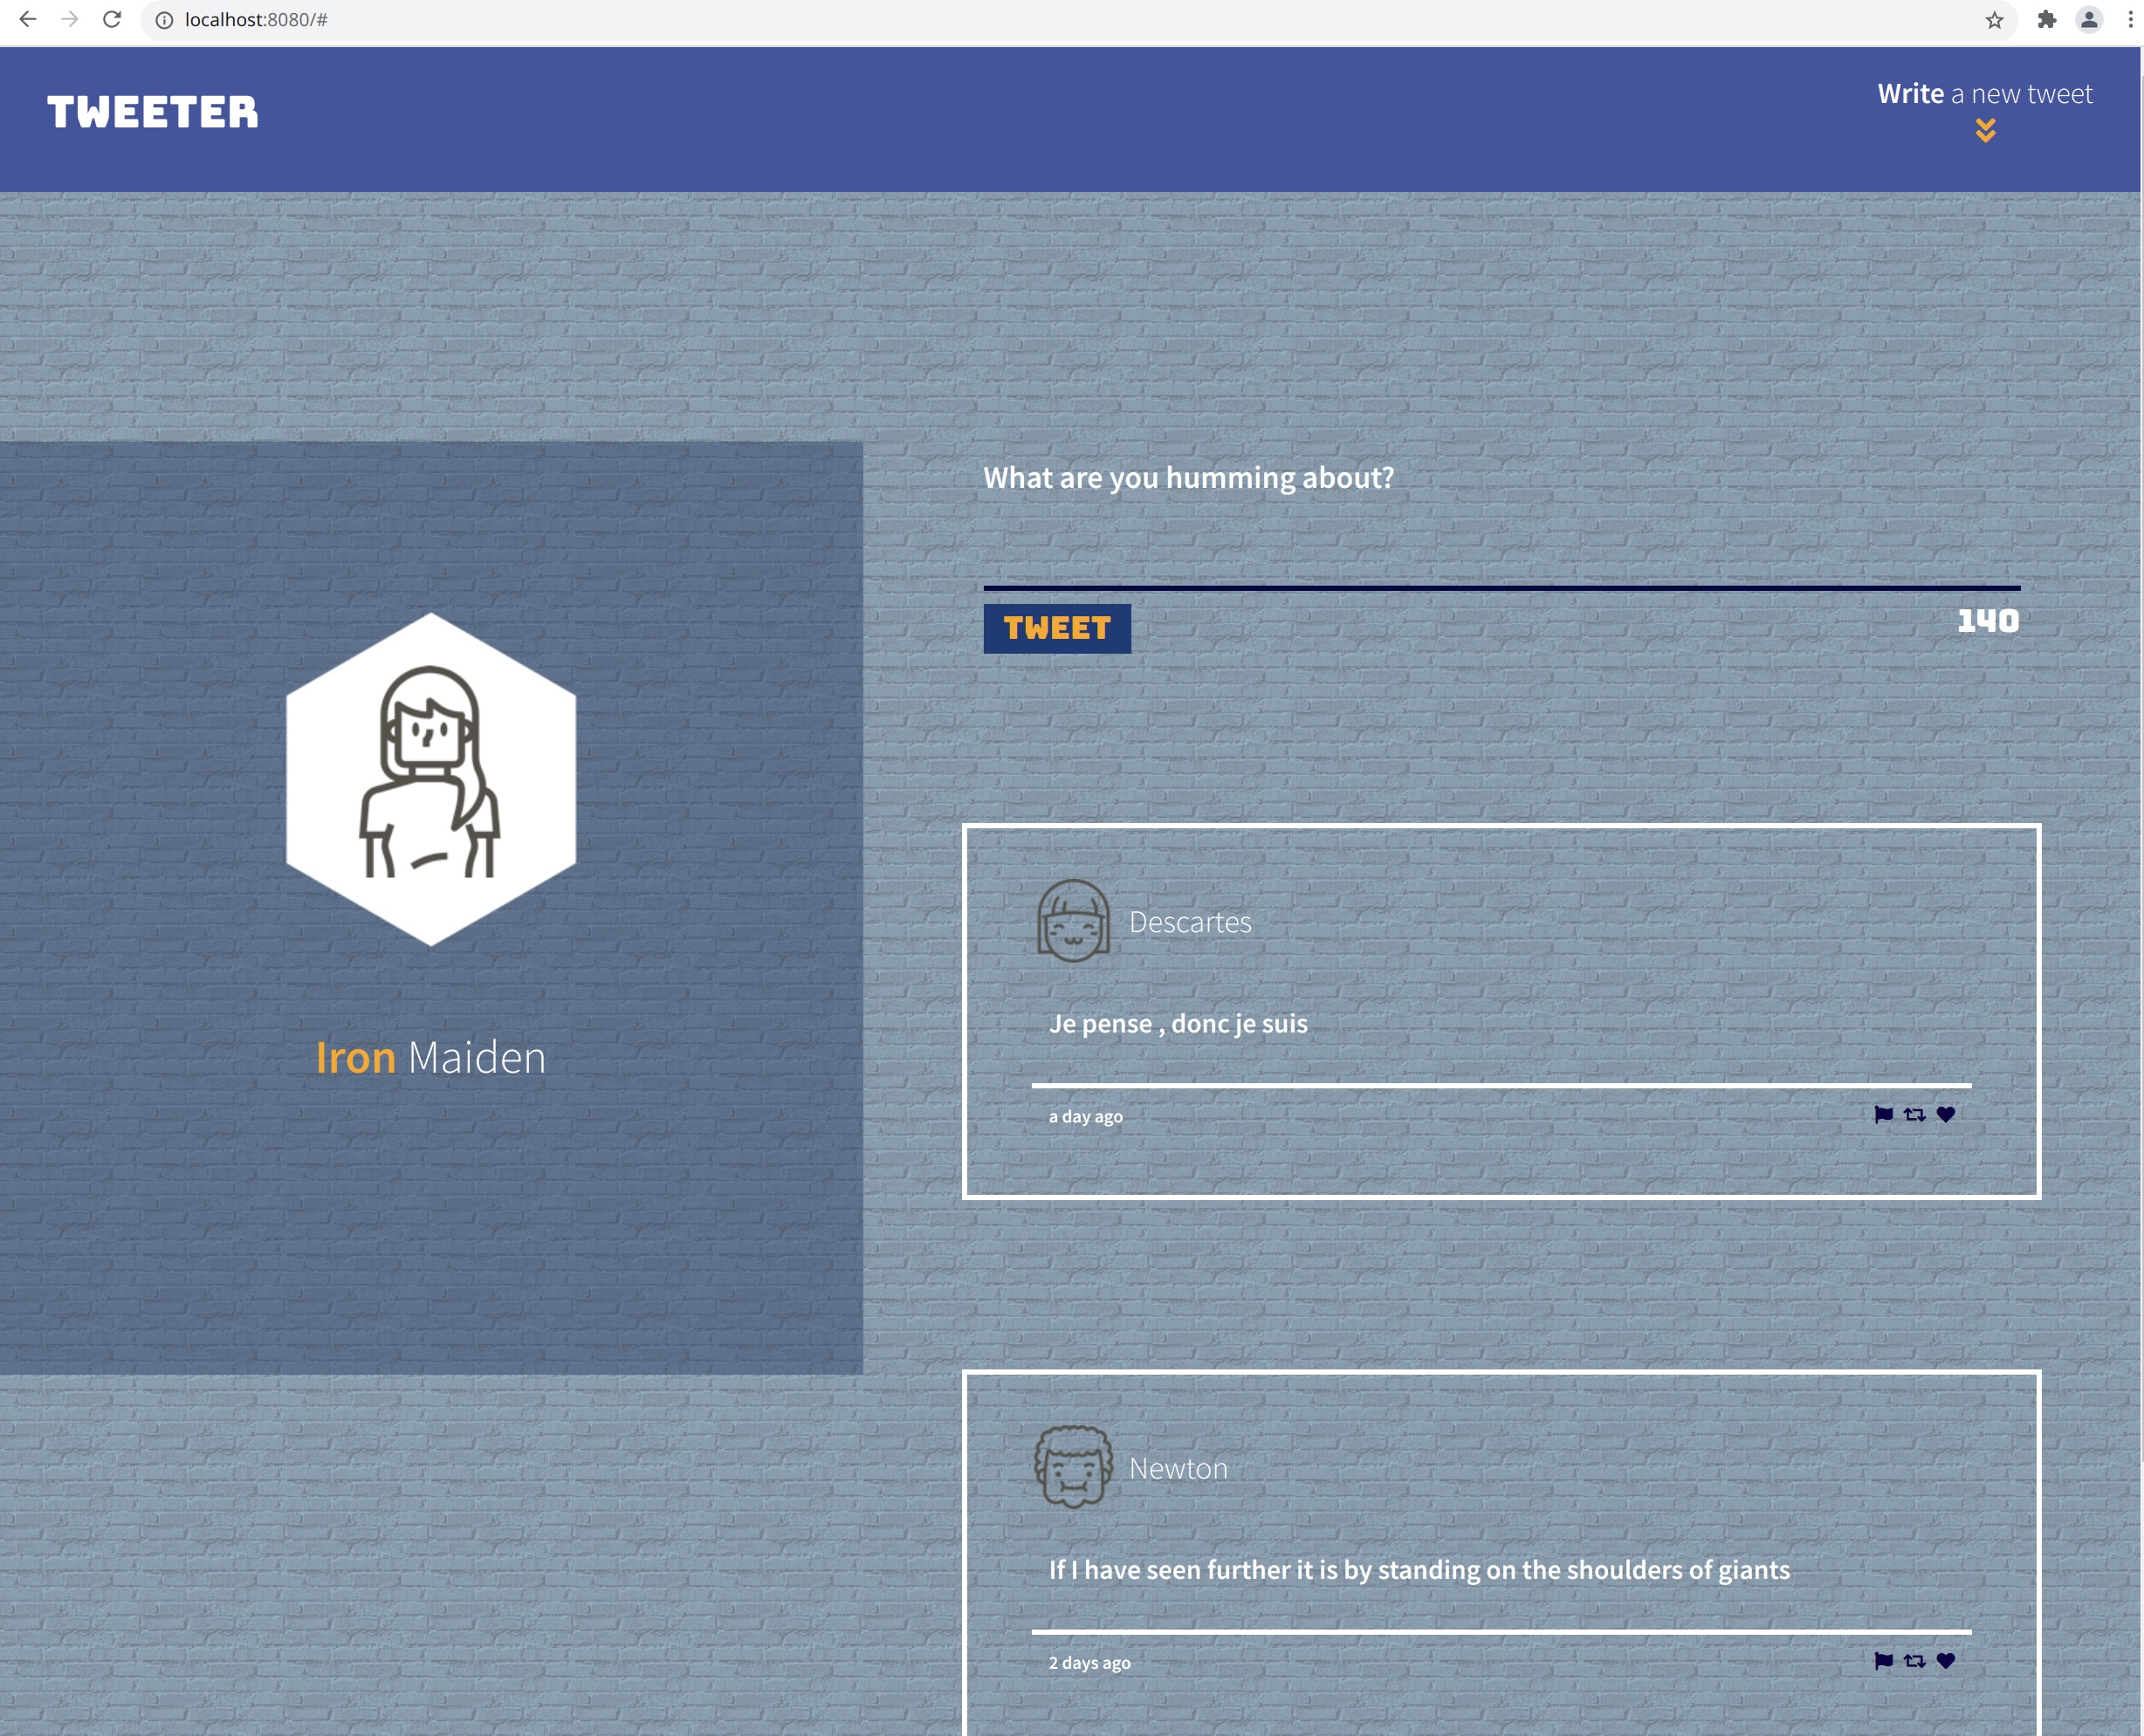 localhost:8080/#
TWEETER
Write a new tweet
What are you humming about?
TWEET
140
Iron Maiden
Descartes
Je pense , donc je suis
a day ago
Newton
If I have seen further it is by standing on the shoulders of giants
2 days ago